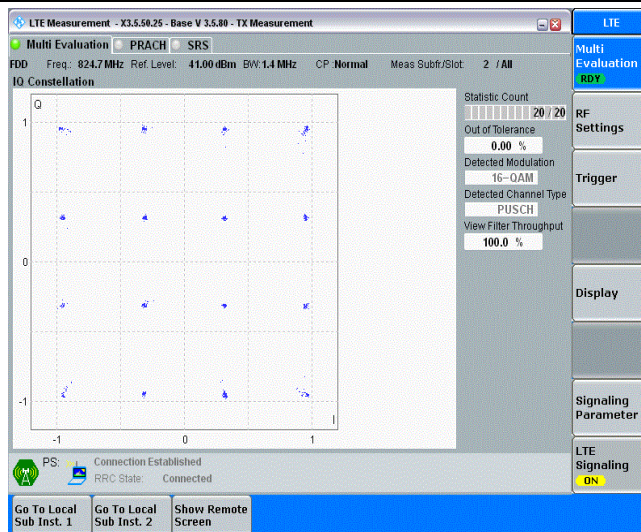 LTE Measurement - X3.5.50.25 - Base V 3.5.80 - TX Measurement
LTE
Multi Evaluation PRACH SRS
FDD Freq.: 824.7 MHz Ref. Level: 41.00 dBm BW: 1.4 MHz CP : Normal Meas Subfr./Slot: 2 / All
IQ Constellation
Q
1
0
-1
I
-1 0 1
Statistic Count
20 / 20
Out of Tolerance
0.00 %
Detected Modulation
16-QAM
Detected Channel Type
PUSCH
View Filter Throughput
100.0 %
Multi
Evaluation
RDY
RF
Settings
Trigger
Display
Signaling
Parameter
LTE
Signaling
ON
PS: Connection Established
RRC State: Connected
Go To Local
Sub Inst. 1
Go To Local
Sub Inst. 2
Show Remote
Screen